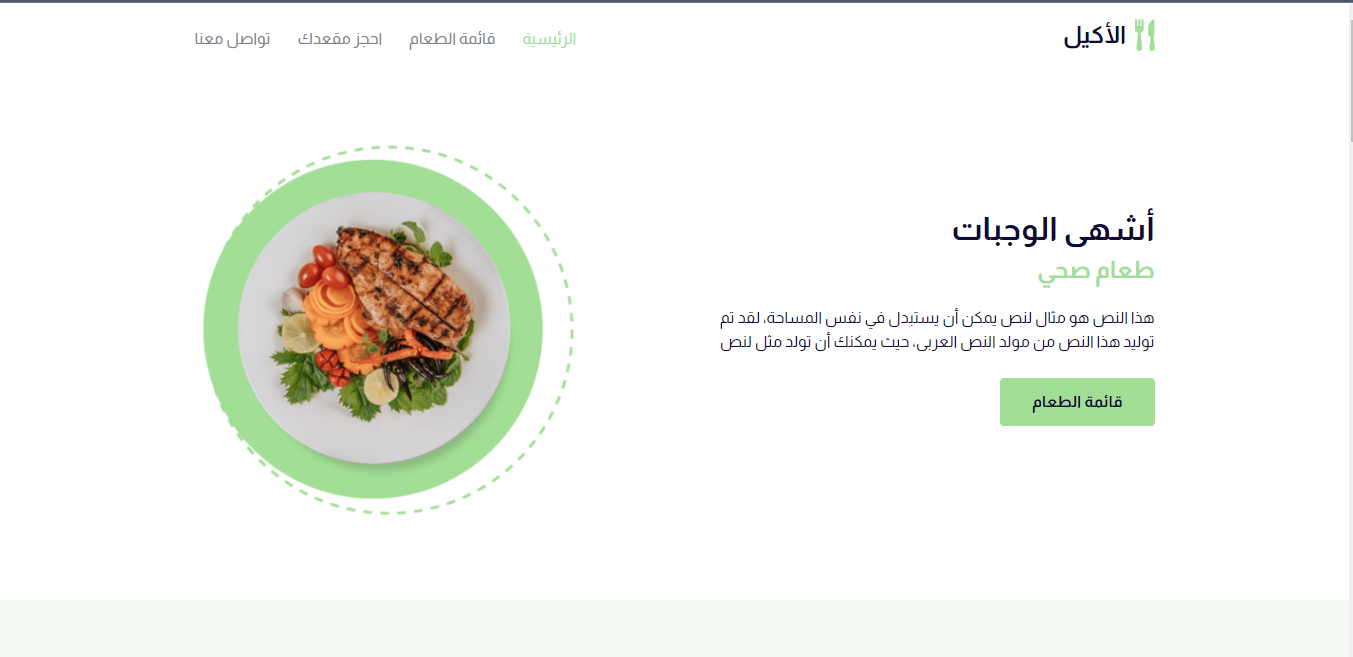 الأكيل
الرئيسية
قائمة الطعام
احجز مقعدك
تواصل معنا
أشهى الوجبات
طعام صحي
هذا النص هو مثال لنص يمكن أن يستبدل في نفس المساحة، لقد تم
توليد هذا النص من مولد النص العربى، حيث يمكنك أن تولد مثل لنص
قائمة الطعام